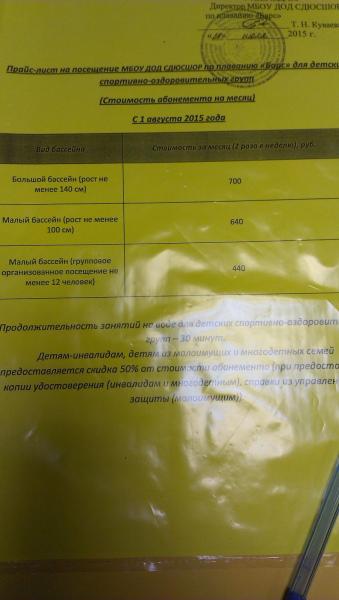 Директор МБОУ ДОД СДЮСШОР
по плаванию «Барс»
Т. Н. Кунаев
2015 г.
Прайс-лист на посещение МБОУ ДОД СДЮСШОР по плаванию «Барс» для детски
спортивно-оздоровительных групп
(Стоимость абонемента на месяц)
С 1 августа 2015 года
Вид бассейна Стоимость за месяц (2 раза в неделю), руб.
Большой бассейн (рост не
менее 140 см) 700
Малый бассейн (рост не менее
100 см) 640
Малый бассейн (групповое
организованное посещение не
менее 12 человек) 440
Продолжительность занятий на воде для детских спортивно-оздоровит
групп – 30 минут.
Детям-инвалидам, детям из малоимущих и многодетных семей
предоставляется скидка 50% от стоимости абонемента (при предоста
копии удостоверения (инвалидам и многодетным), справки из управлен
защиты (малоимущим))